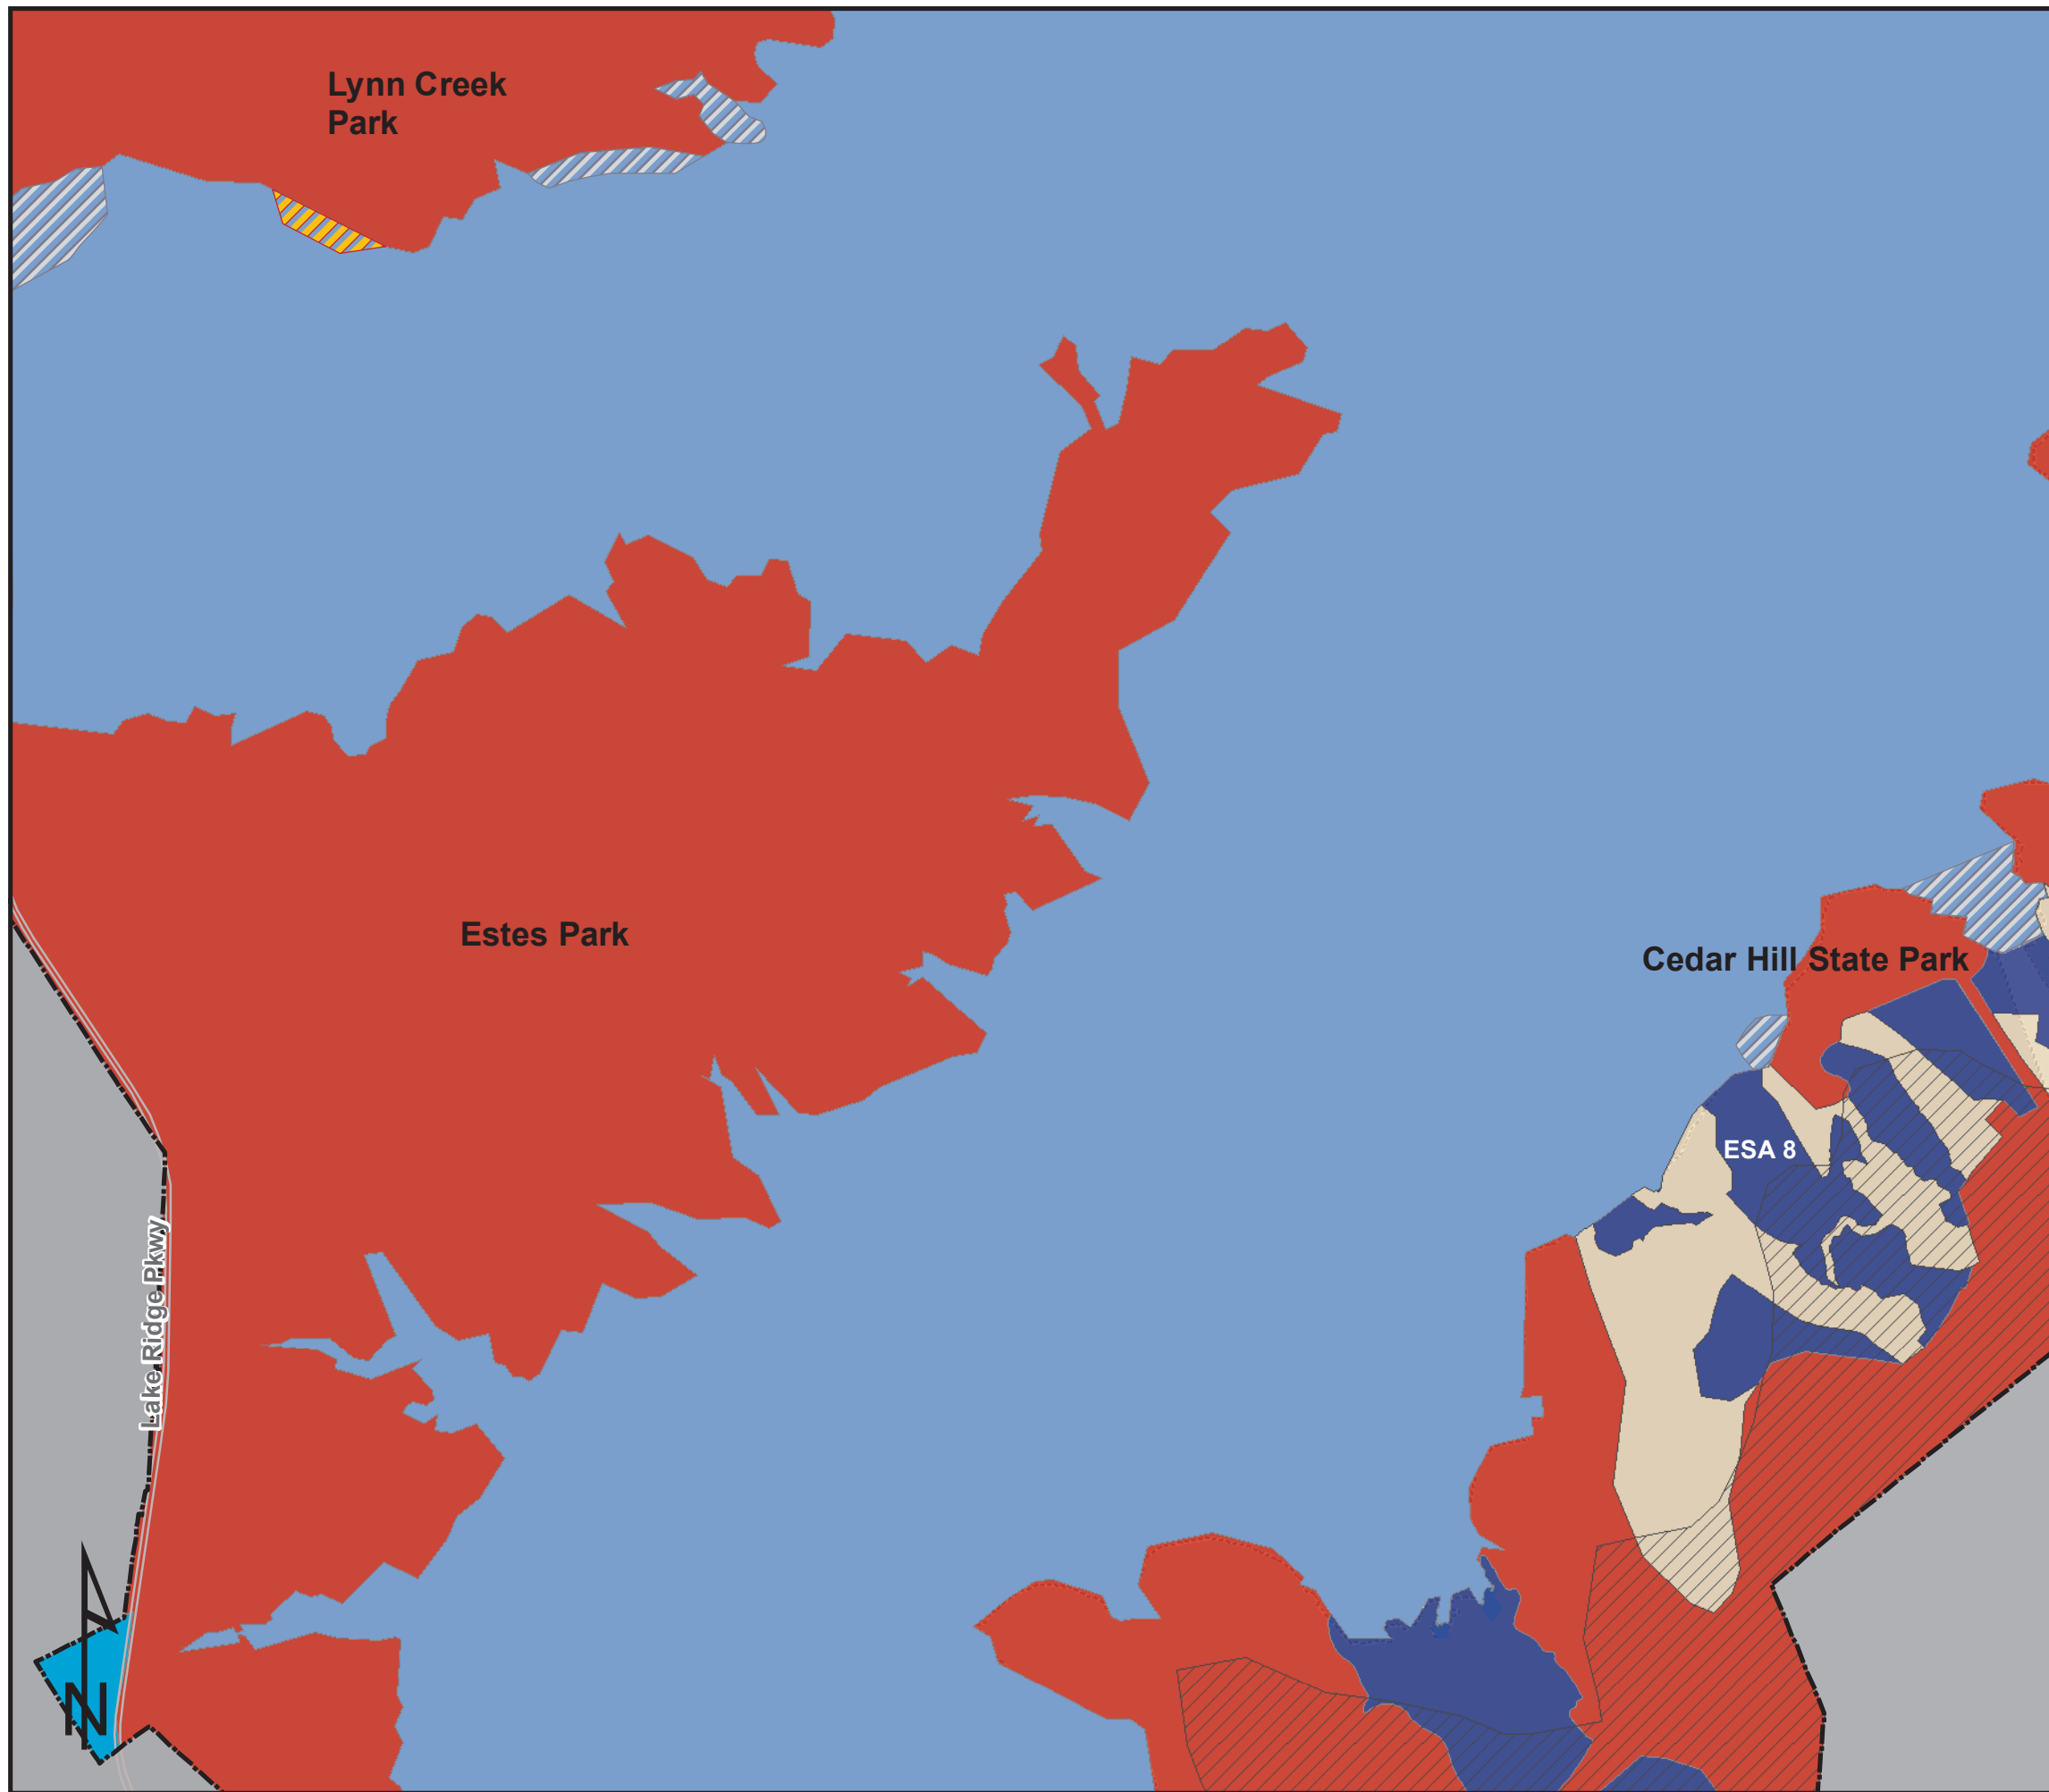 Lynn Creek
Park
Estes Park
Cedar Hill State Park
ESA 8
Lake Ridge Pkwy
N